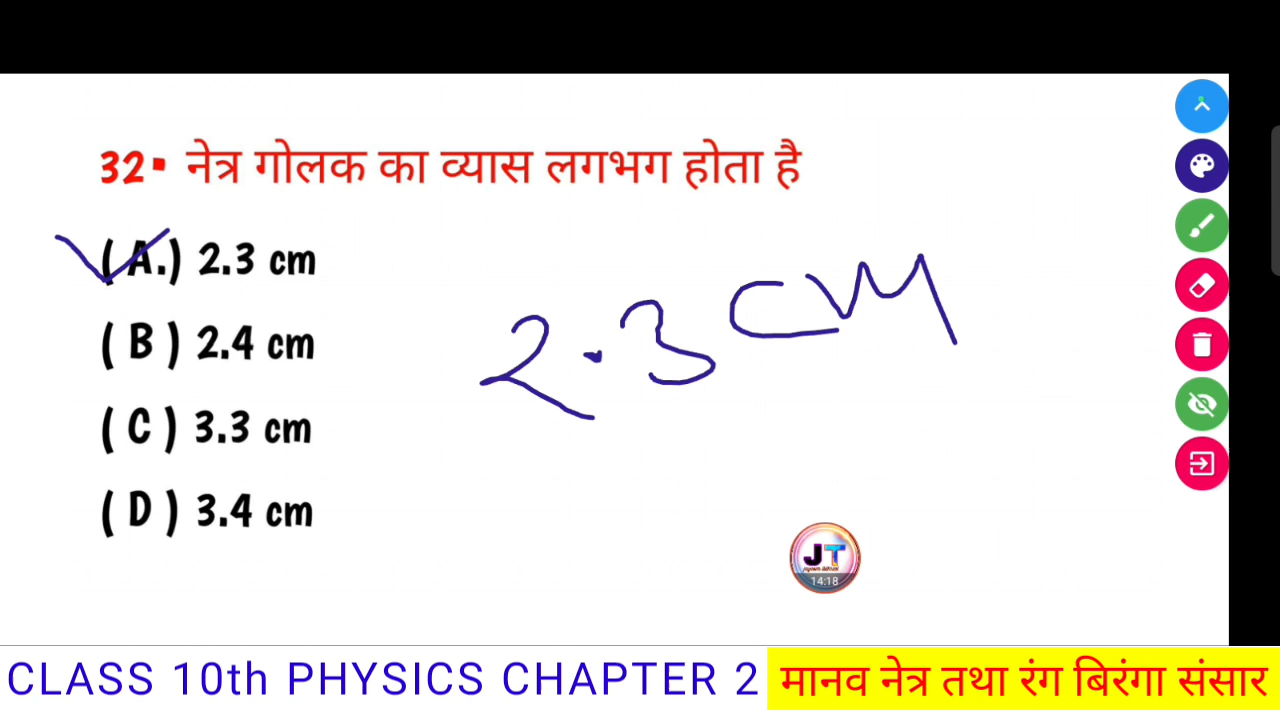 32. नेत्र गोलक का व्यास लगभग होता है
(A.) 2.3 cm
(B) 2.4 cm
(C) 3.3 cm
(D) 3.4 cm
2.3 cm
JT
14:18
CLASS 10th PHYSICS CHAPTER 2 मानव नेत्र तथा रंग बिरंगा संसार